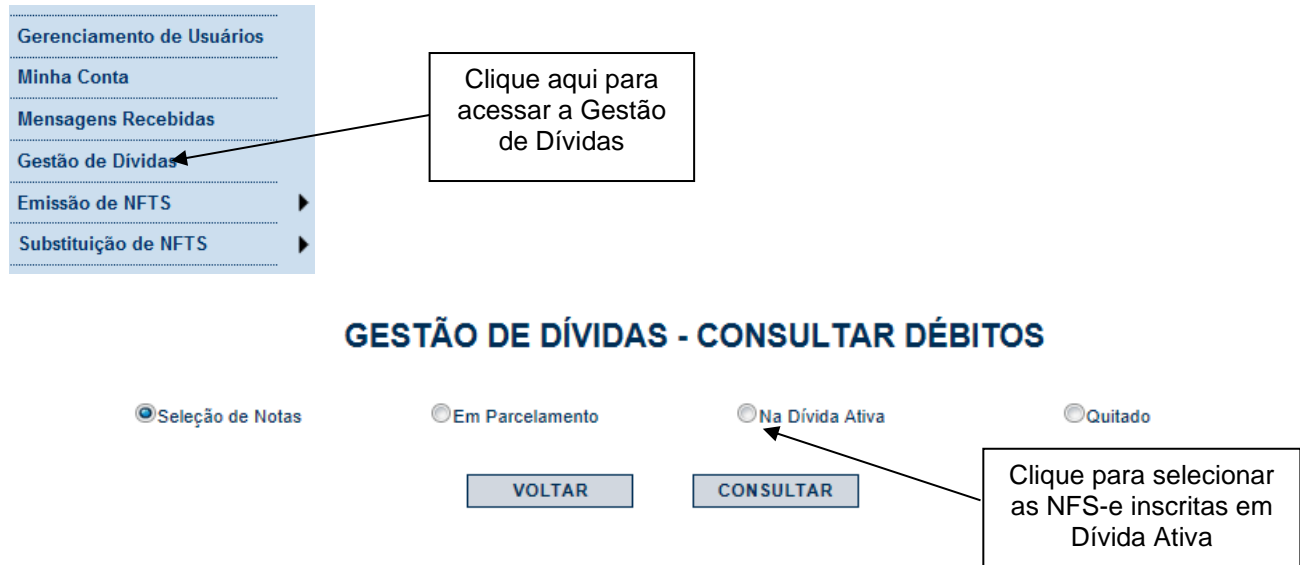 Gerenciamento de Usuários
Minha Conta
Mensagens Recebidas
Gestão de Dívidas
Emissão de NFTS
Substituição de NFTS
Clique aqui para
acessar a Gestão
de Dívidas
GESTÃO DE DÍVIDAS - CONSULTAR DÉBITOS
Seleção de Notas Em Parcelamento Na Dívida Ativa Quitado
VOLTAR CONSULTAR
Clique para selecionar
as NFS-e inscritas em
Dívida Ativa